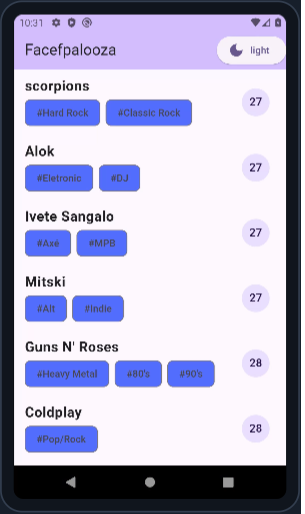 10:31
Facefpalooza
light
scorpions
#Hard Rock #Classic Rock
27
Alok
#Eletronic #DJ
27
Ivete Sangalo
#Axé #MPB
27
Mitski
#Alt #Indie
27
Guns N' Roses
#Heavy Metal #80's #90's
28
Coldplay
#Pop/Rock
28